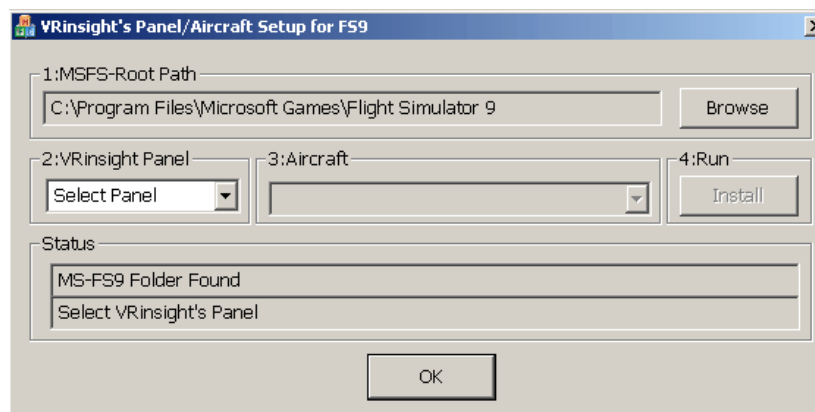 VRinsight's Panel/Aircraft Setup for FS9
1:MSFS-Root Path
C:\Program Files\Microsoft Games\Flight Simulator 9
Browse
2:VRinsight Panel
3:Aircraft
4:Run
Select Panel
Install
Status
MS-FS9 Folder Found
Select VRinsight's Panel
OK